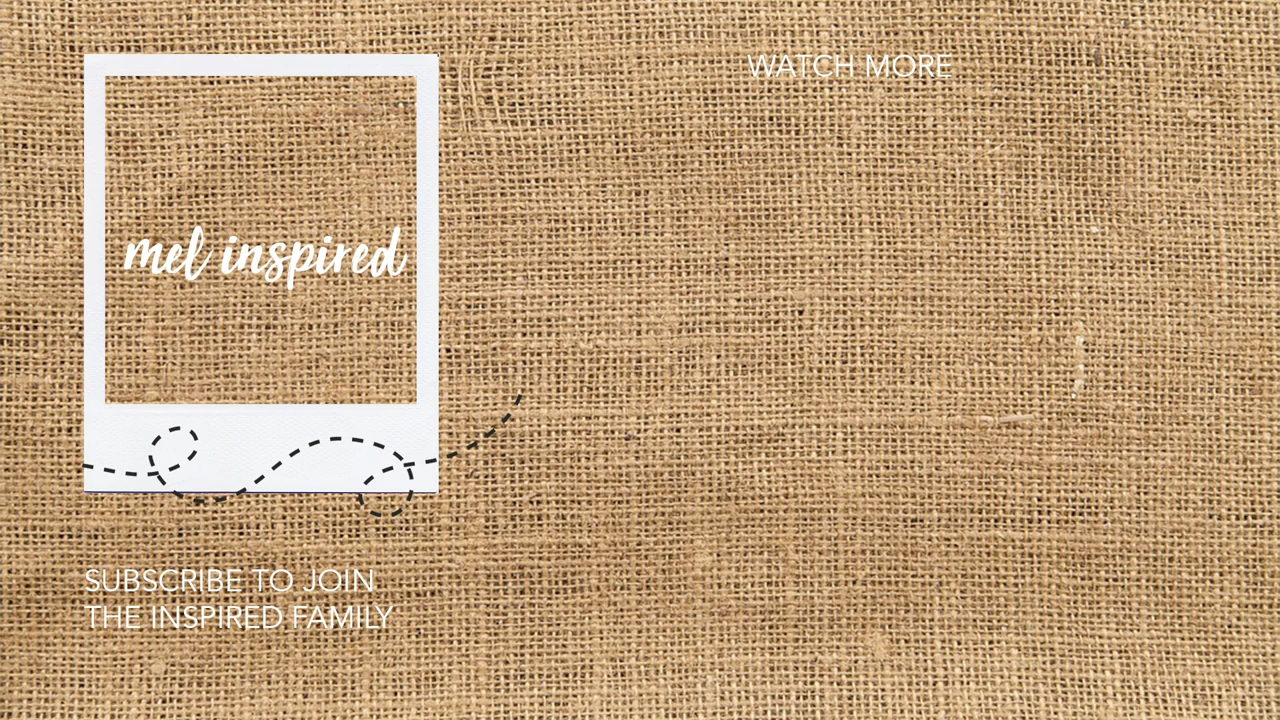 WATCH MORE
mel inspired
SUBSCRIBE TO JOIN
THE INSPIRED FAMILY